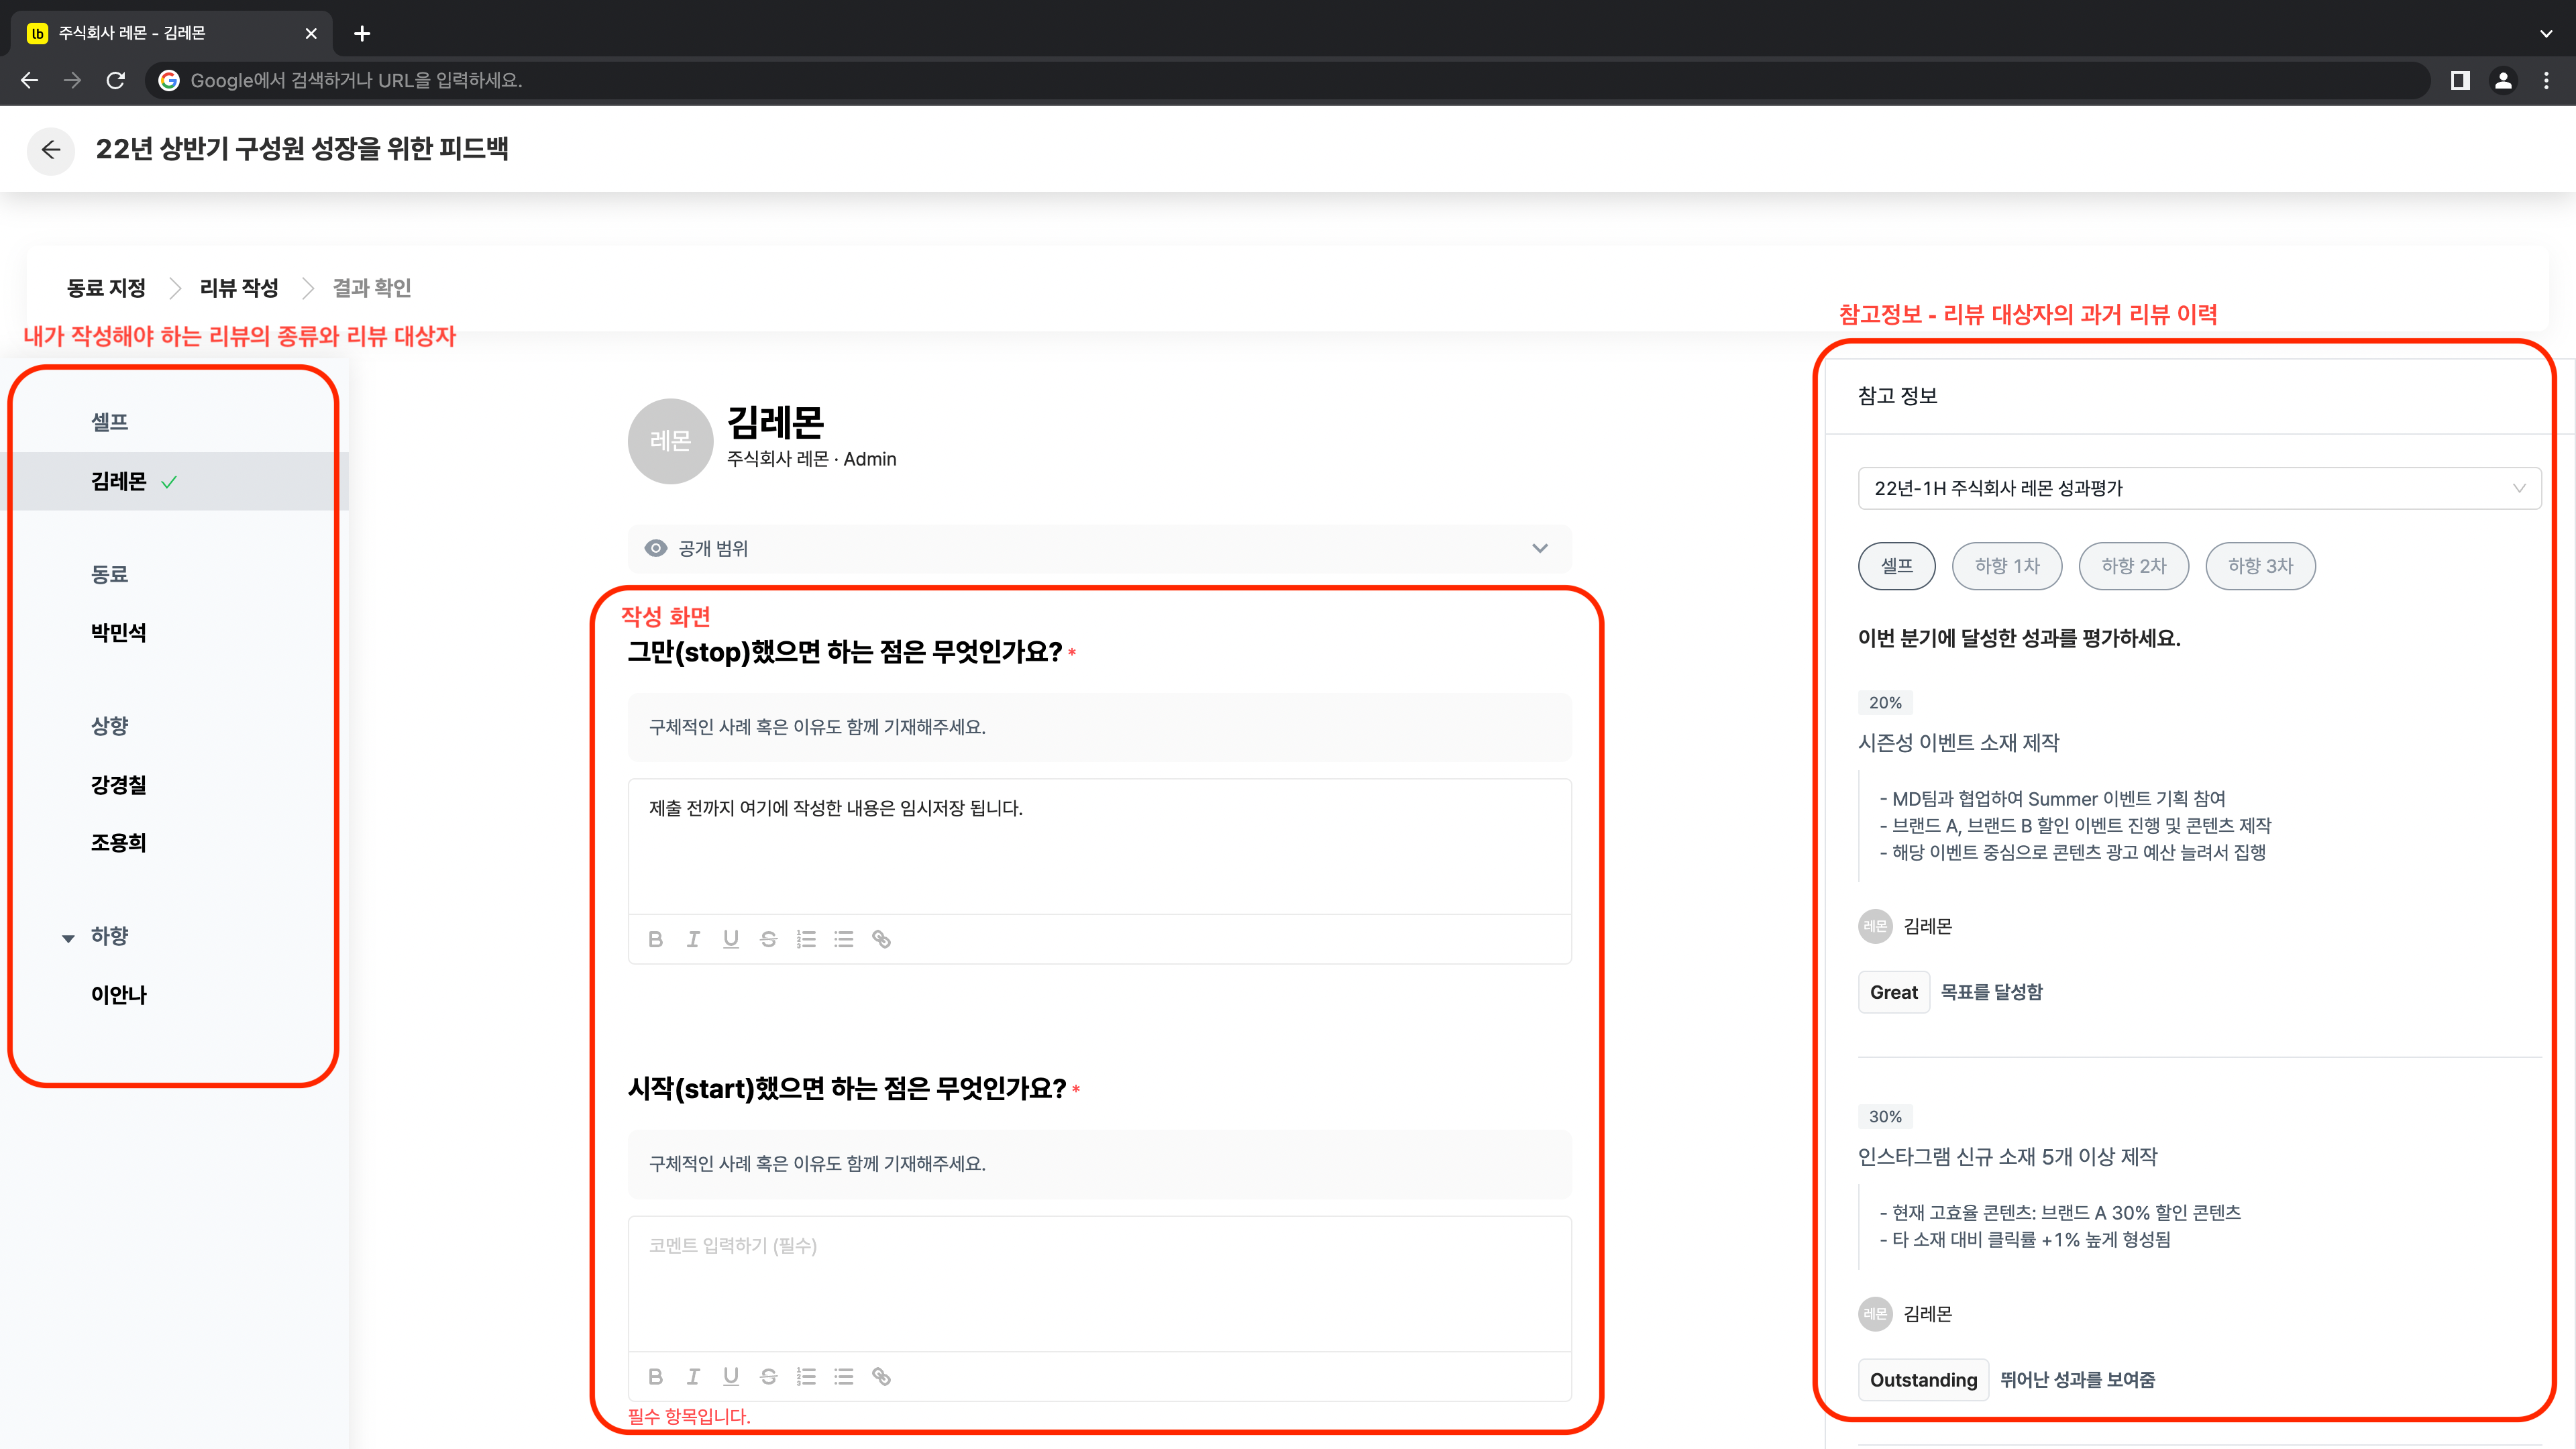 lb 주식회사 레몬 - 김레몬
Google에서 검색하거나 URL을 입력하세요.
22년 상반기 구성원 성장을 위한 피드백
동료 지정
리뷰 작성
결과 확인
내가 작성해야 하는 리뷰의 종류와 리뷰 대상자
셀프
김레몬
동료
박민석
상향
강경칠
조용희
하향
이안나
레몬
김레몬
주식회사 레몬 · Admin
공개 범위
작성 화면
그만(stop)했으면 하는 점은 무엇인가요? *
구체적인 사례 혹은 이유도 함께 기재해주세요.
제출 전까지 여기에 작성한 내용은 임시저장 됩니다.
B I U S
시작(start)했으면 하는 점은 무엇인가요? *
구체적인 사례 혹은 이유도 함께 기재해주세요.
코멘트 입력하기 (필수)
B I U S
필수 항목입니다.
참고정보 - 리뷰 대상자의 과거 리뷰 이력
참고 정보
22년-1H 주식회사 레몬 성과평가
셀프 하향 1차 하향 2차 하향 3차
이번 분기에 달성한 성과를 평가하세요.
20%
시즌성 이벤트 소재 제작
- MD팀과 협업하여 Summer 이벤트 기획 참여
- 브랜드 A, 브랜드 B 할인 이벤트 진행 및 콘텐츠 제작
- 해당 이벤트 중심으로 콘텐츠 광고 예산 늘려서 집행
레몬 김레몬
Great 목표를 달성함
30%
인스타그램 신규 소재 5개 이상 제작
- 현재 고효율 콘텐츠: 브랜드 A 30% 할인 콘텐츠
- 타 소재 대비 클릭률 +1% 높게 형성됨
레몬 김레몬
Outstanding 뛰어난 성과를 보여줌